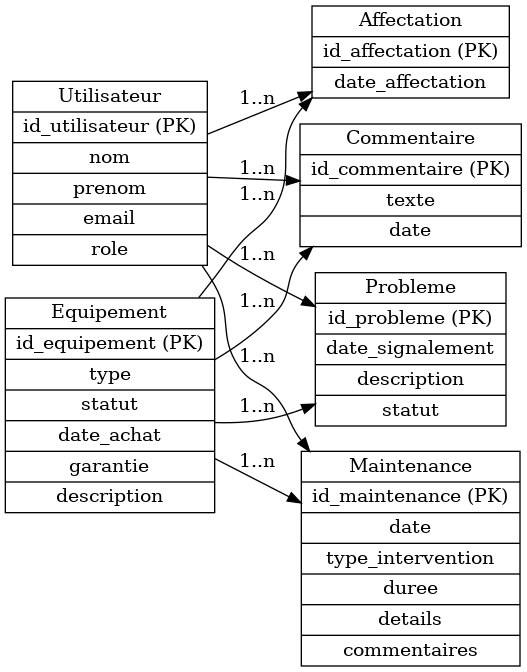 Utilisateur
id_utilisateur (PK)
nom
prenom
email
role
Equipement
id_equipement (PK)
type
statut
date_achat
garantie
description
1..n
1..n
1..n
1..n
1..n
1..n
1..n
1..n
Affectation
id_affectation (PK)
date_affectation
Commentaire
id_commentaire (PK)
texte
date
Probleme
id_probleme (PK)
date_signalement
description
statut
Maintenance
id_maintenance (PK)
date
type_intervention
duree
details
commentaires